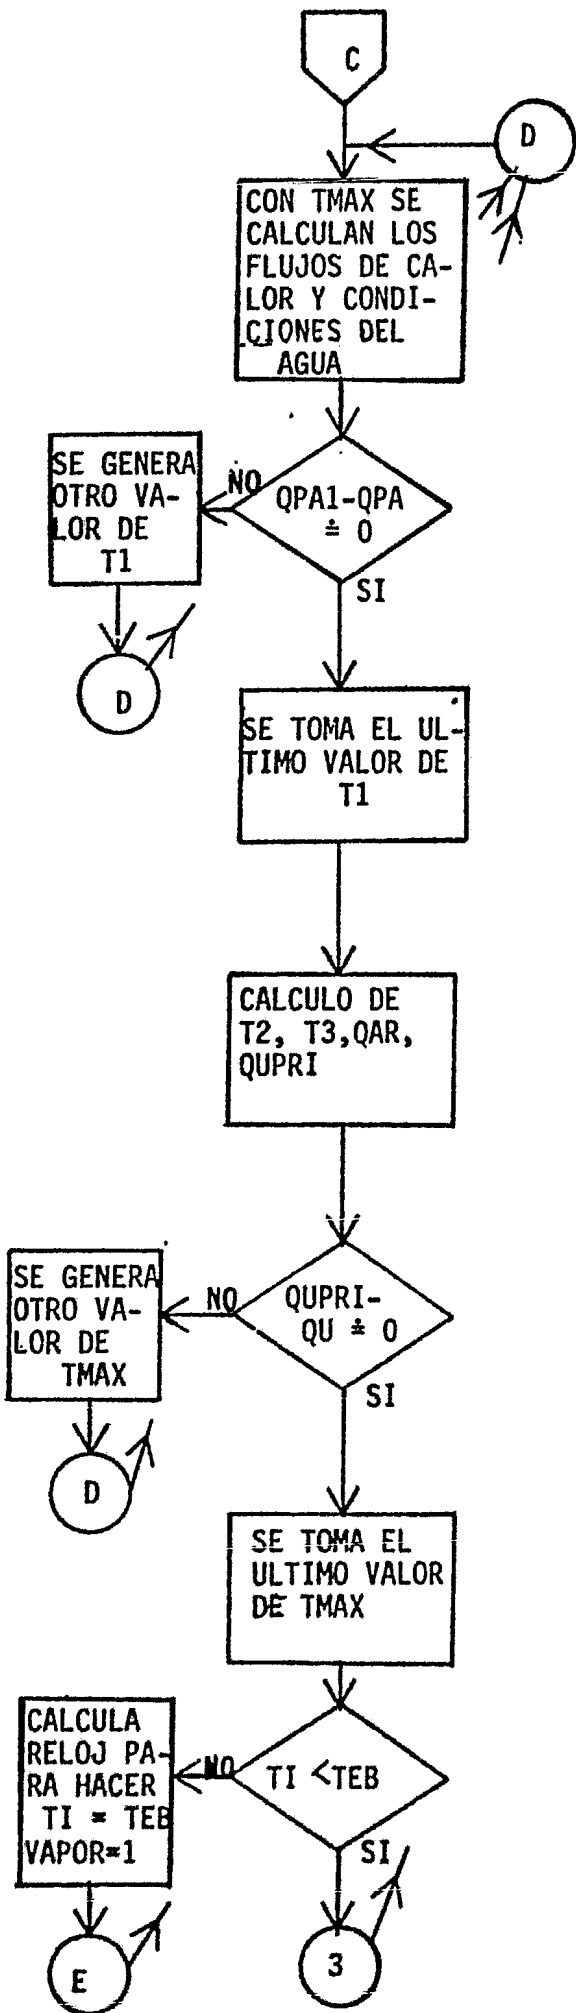 C
D
CON TMAX SE
CALCULAN LOS
FLUJOS DE CA-
LOR Y CONDI-
CIONES DEL
AGUA
SE GENERA
OTRO VA-
LOR DE
T1
NO
QPA1-QPA
≐ 0
SI
D
SE TOMA EL UL-
TIMO VALOR DE
T1
CALCULO DE
T2, T3,QAR,
QUPRI
SE GENERA
OTRO VA-
LOR DE
TMAX
NO
QUPRI-
QU ≐ 0
SI
D
SE TOMA EL
ULTIMO VALOR
DE TMAX
CALCULA
RELOJ PA-
RA HACER
TI = TEB
VAPOR=1
NO
TI <TEB
SI
E
3